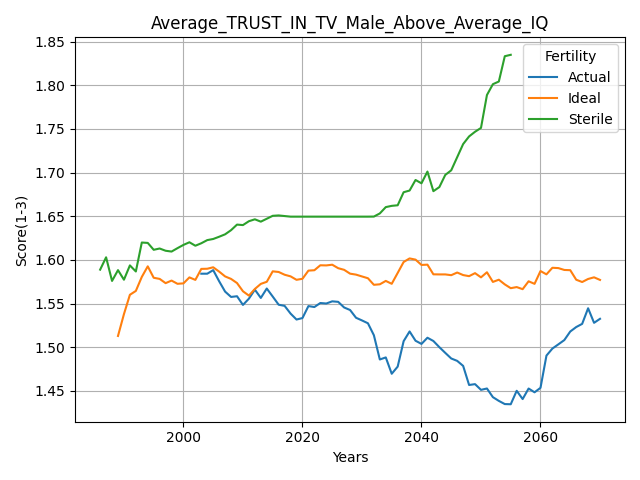 Average_TRUST_IN_TV_Male_Above_Average_IQ
1.85
1.80
1.75
1.70
1.65
1.60
1.55
1.50
1.45
Score(1-3)
Fertility
Actual
Ideal
Sterile
2000
2020
2040
2060
Years